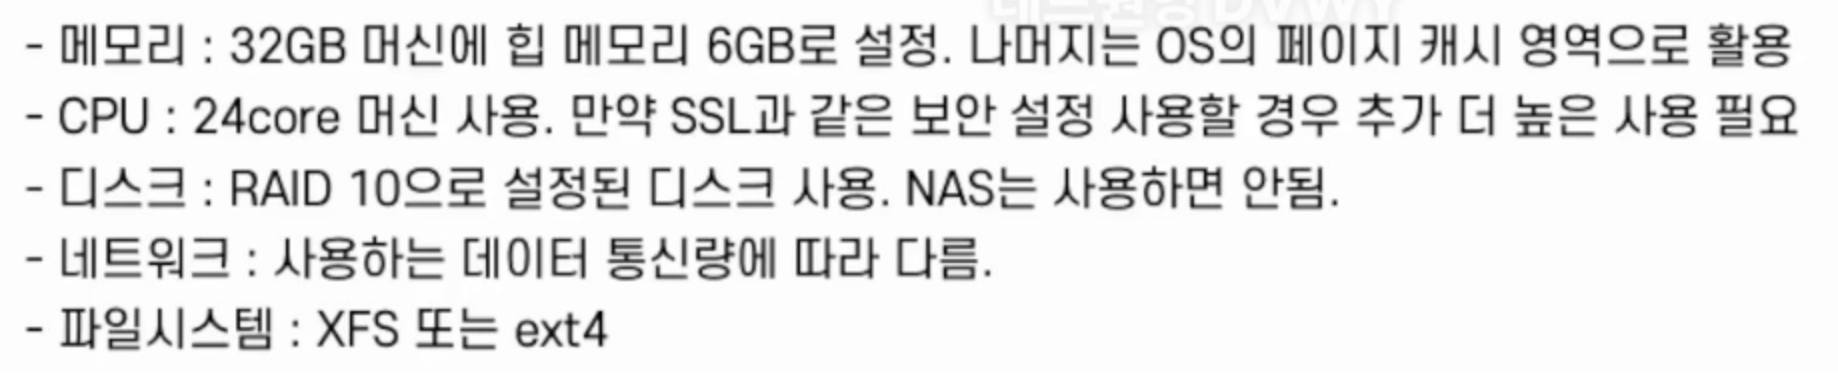 - 메모리 : 32GB 머신에 힙 메모리 6GB로 설정. 나머지는 OS의 페이지 캐시 영역으로 활용
- CPU : 24core 머신 사용. 만약 SSL과 같은 보안 설정 사용할 경우 추가 더 높은 사용 필요
- 디스크 : RAID 10으로 설정된 디스크 사용. NAS는 사용하면 안됨.
- 네트워크 : 사용하는 데이터 통신량에 따라 다름.
- 파일시스템 : XFS 또는 ext4